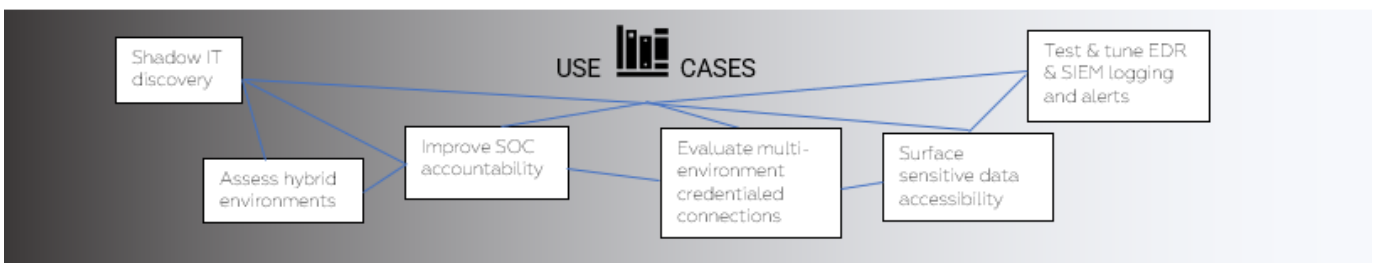 USE CASES
Shadow IT
discovery
Assess hybrid
environments
Improve SOC
accountability
Evaluate multi-
environment
credentialed
connections
Surface
sensitive data
accessibility
Test & tune EDR
& SIEM logging
and alerts